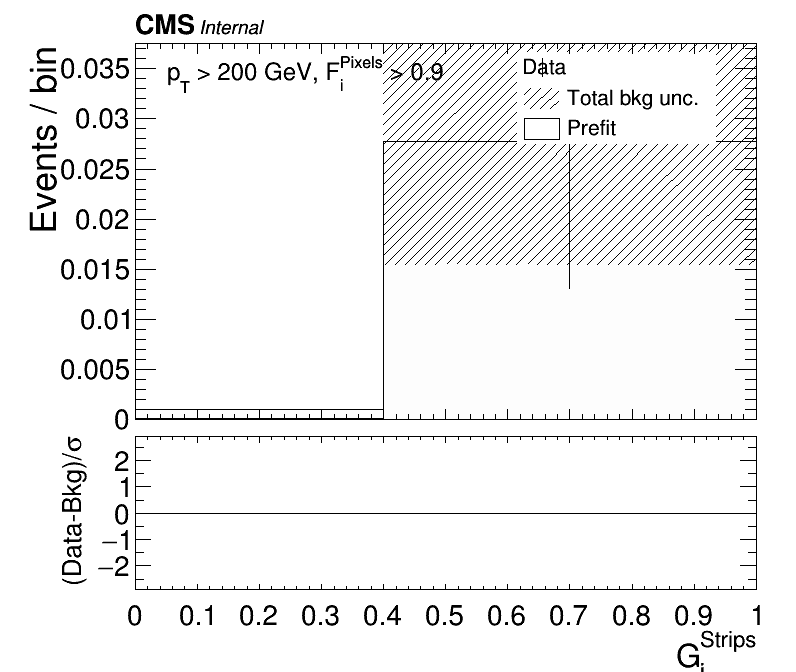 CMS Internal
Events / bin
p_T > 200 GeV, F_i^Pixels > 0.9
Data
Total bkg unc.
Prefit
0.035
0.03
0.025
0.02
0.015
0.01
0.005
0
(Data-Bkg)/σ
2
1
0
−1
−2
0 0.1 0.2 0.3 0.4 0.5 0.6 0.7 0.8 0.9 1
G_i^Strips